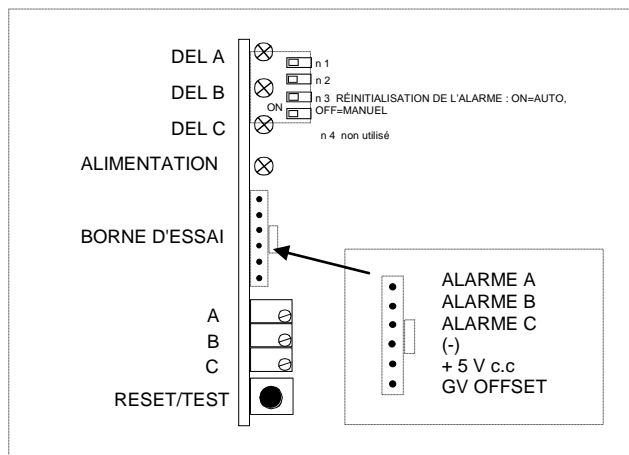 DEL A
n 1
n 2
DEL B
n 3 RÉINITIALISATION DE L'ALARME : ON=AUTO,
ON
OFF=MANUEL
DEL C
n 4 non utilisé
ALIMENTATION
BORNE D'ESSAI
A
B
C
RESET/TEST
ALARME A
ALARME B
ALARME C
(-)
+ 5 V c.c
GV OFFSET